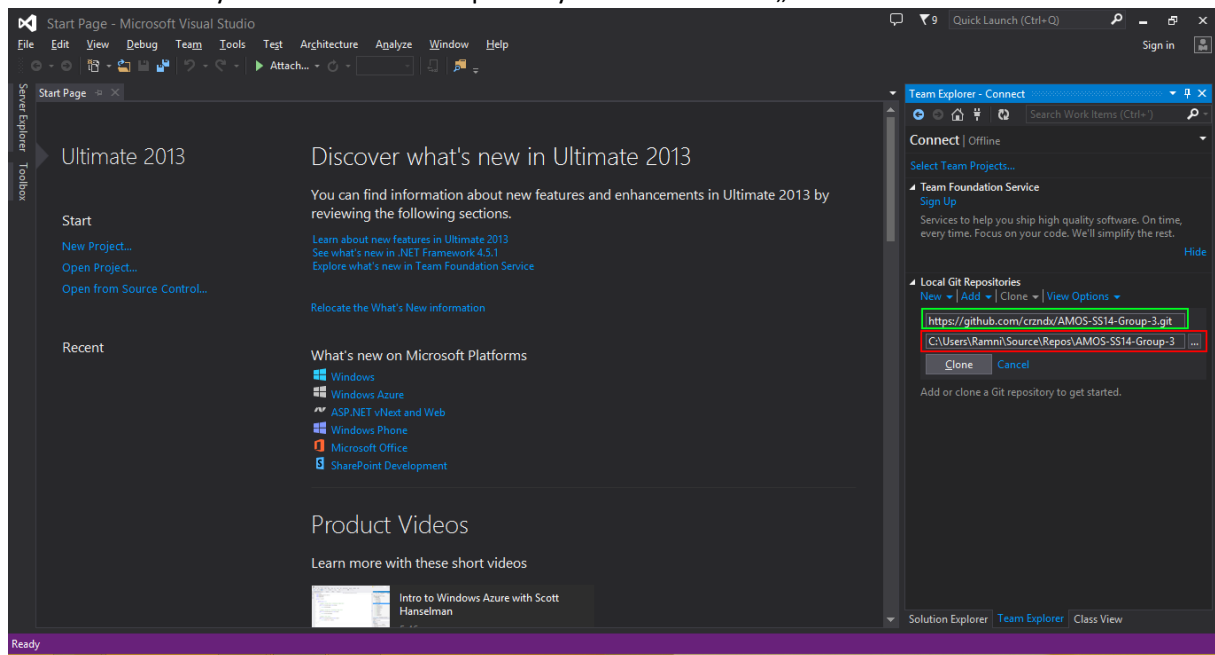 Start Page - Microsoft Visual Studio
9
Quick Launch (Ctrl+Q)
File Edit View Debug Team Tools Test Architecture Analyze Window Help
Sign in
Attach...
Server Explorer
Toolbox
Start Page
Ultimate 2013
Start
New Project...
Open Project...
Open from Source Control...
Recent
Discover what's new in Ultimate 2013
You can find information about new features and enhancements in Ultimate 2013 by
reviewing the following sections.
Learn about new features in Ultimate 2013
See what's new in .NET Framework 4.5.1
Explore what's new in Team Foundation Service
Relocate the What's New information
What's new on Microsoft Platforms
Windows
Windows Azure
ASP.NET vNext and Web
Windows Phone
Microsoft Office
SharePoint Development
Product Videos
Learn more with these short videos
Intro to Windows Azure with Scott
Hanselman
Team Explorer - Connect
Search Work Items (Ctrl+')
Connect | Offline
Select Team Projects...
Team Foundation Service
Sign Up
Services to help you ship high quality software. On time,
every time. Focus on your code. We'll simplify the rest.
Hide
Local Git Repositories
New | Add | Clone | View Options
https://github.com/crzndx/AMOS-SS14-Group-3.git
C:\Users\Ramni\Source\Repos\AMOS-SS14-Group-3 ...
Clone Cancel
Add or clone a Git repository to get started.
Solution Explorer Team Explorer Class View
Ready